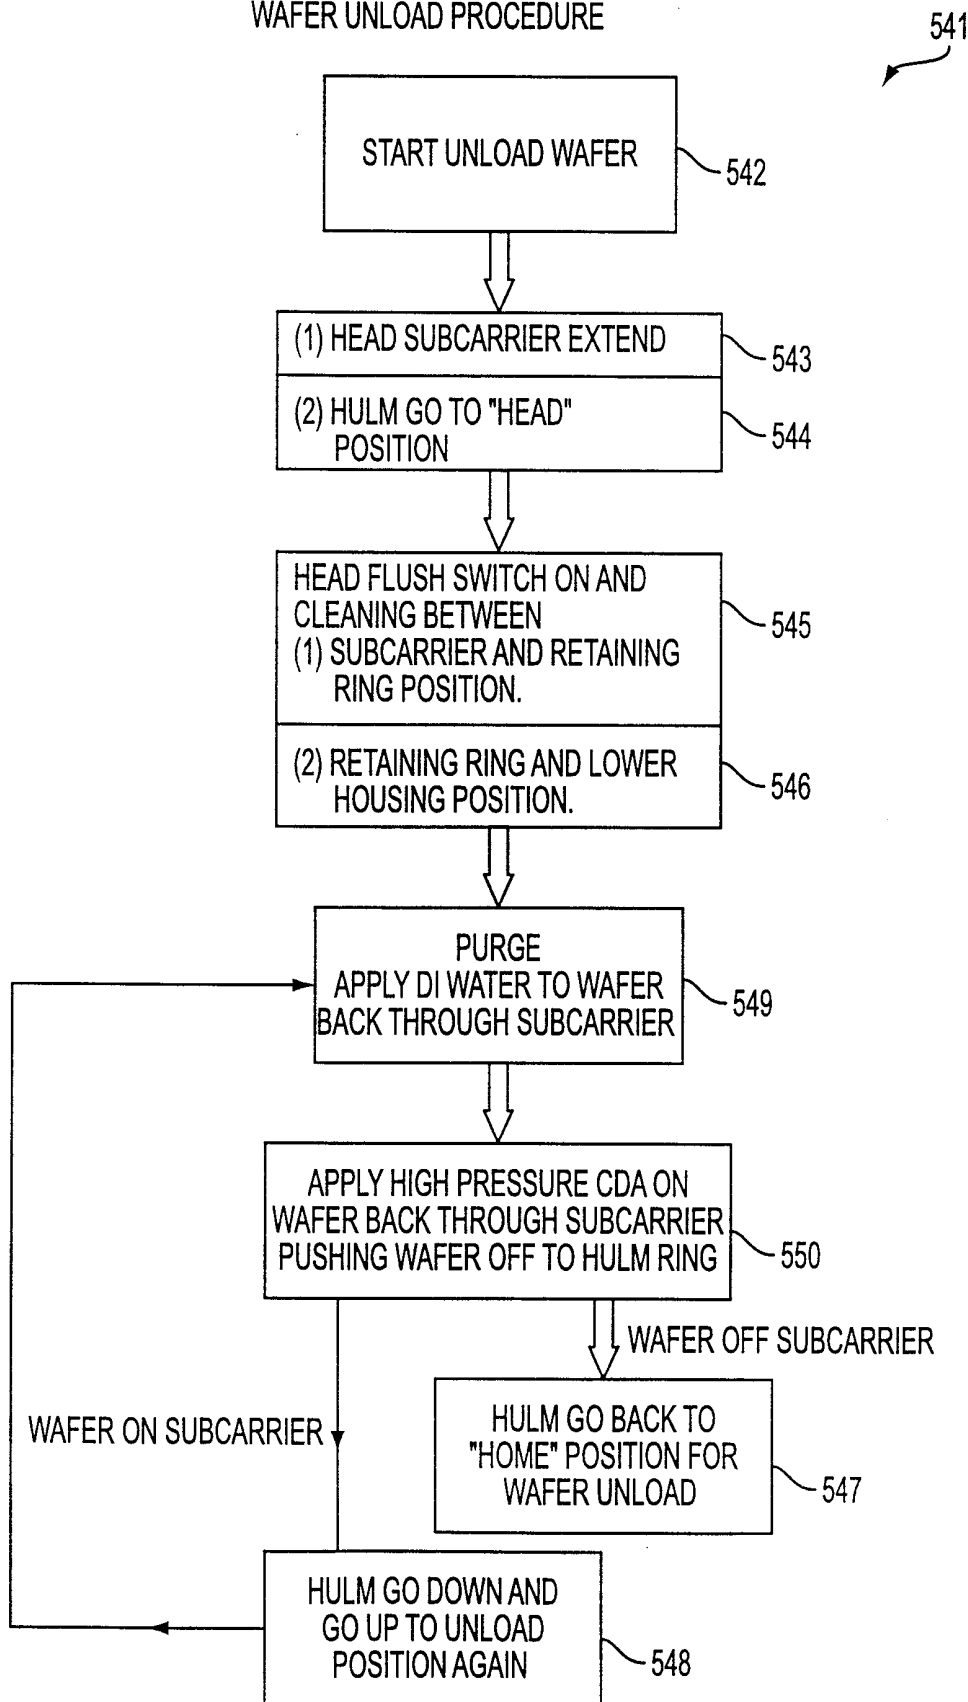 WAFER UNLOAD PROCEDURE
541
START UNLOAD WAFER
542
(1) HEAD SUBCARRIER EXTEND
543
(2) HULM GO TO "HEAD"
POSITION
544
HEAD FLUSH SWITCH ON AND
CLEANING BETWEEN
(1) SUBCARRIER AND RETAINING
RING POSITION.
545
(2) RETAINING RING AND LOWER
HOUSING POSITION.
546
PURGE
APPLY DI WATER TO WAFER
BACK THROUGH SUBCARRIER
549
APPLY HIGH PRESSURE CDA ON
WAFER BACK THROUGH SUBCARRIER
PUSHING WAFER OFF TO HULM RING
550
WAFER OFF SUBCARRIER
WAFER ON SUBCARRIER
HULM GO BACK TO
"HOME" POSITION FOR
WAFER UNLOAD
547
HULM GO DOWN AND
GO UP TO UNLOAD
POSITION AGAIN
548